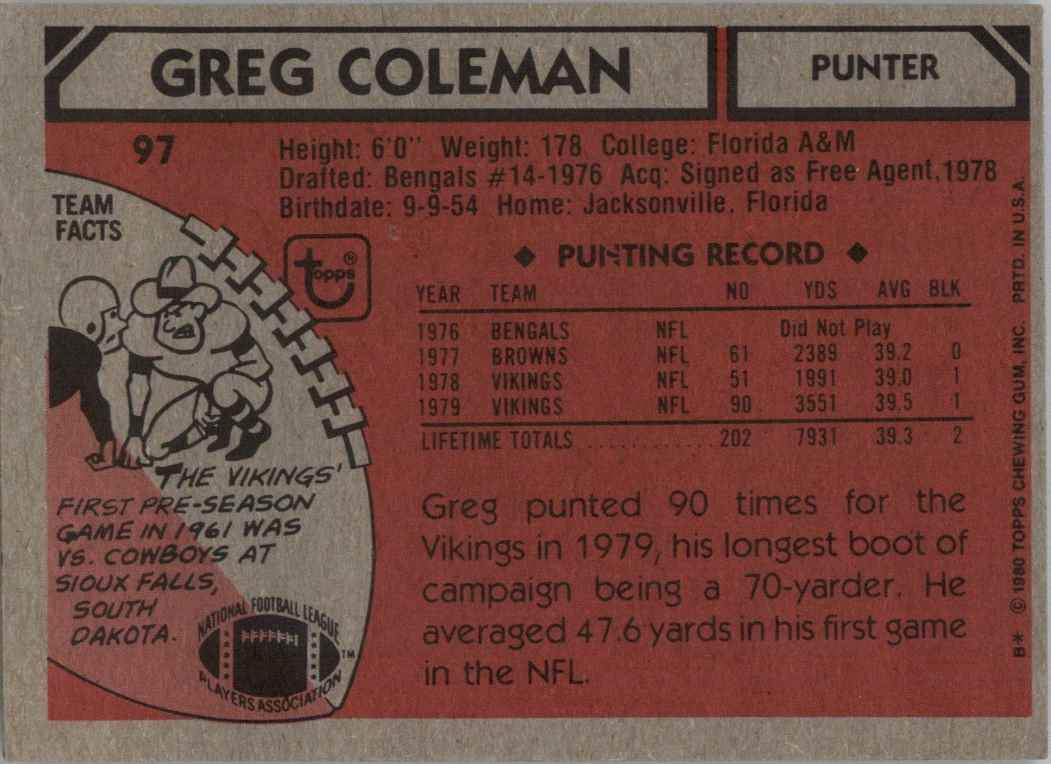 GREG COLEMAN
PUNTER
97
Height: 6'0" Weight: 178 College: Florida A&M
Drafted: Bengals #14-1976 Acq: Signed as Free Agent, 1978
Birthdate: 9-9-54 Home: Jacksonville, Florida
TEAM
FACTS
topps®
◆ PUNTING RECORD ◆
YEAR TEAM NO YDS AVG BLK
1976 BENGALS NFL Did Not Play
1977 BROWNS NFL 61 2389 39.2 0
1978 VIKINGS NFL 51 1991 39.0 1
1979 VIKINGS NFL 90 3551 39.5 1
LIFETIME TOTALS ............ 202 7931 39.3 2
THE VIKINGS'
FIRST PRE-SEASON
GAME IN 1961 WAS
VS. COWBOYS AT
SIOUX FALLS,
SOUTH
DAKOTA.
NATIONAL FOOTBALL LEAGUE
PLAYERS ASSOCIATION
TM
Greg punted 90 times for the
Vikings in 1979, his longest boot of
campaign being a 70-yarder. He
averaged 47.6 yards in his first game
in the NFL.
B* © 1980 TOPPS CHEWING GUM, INC. PRTD. IN U.S.A.